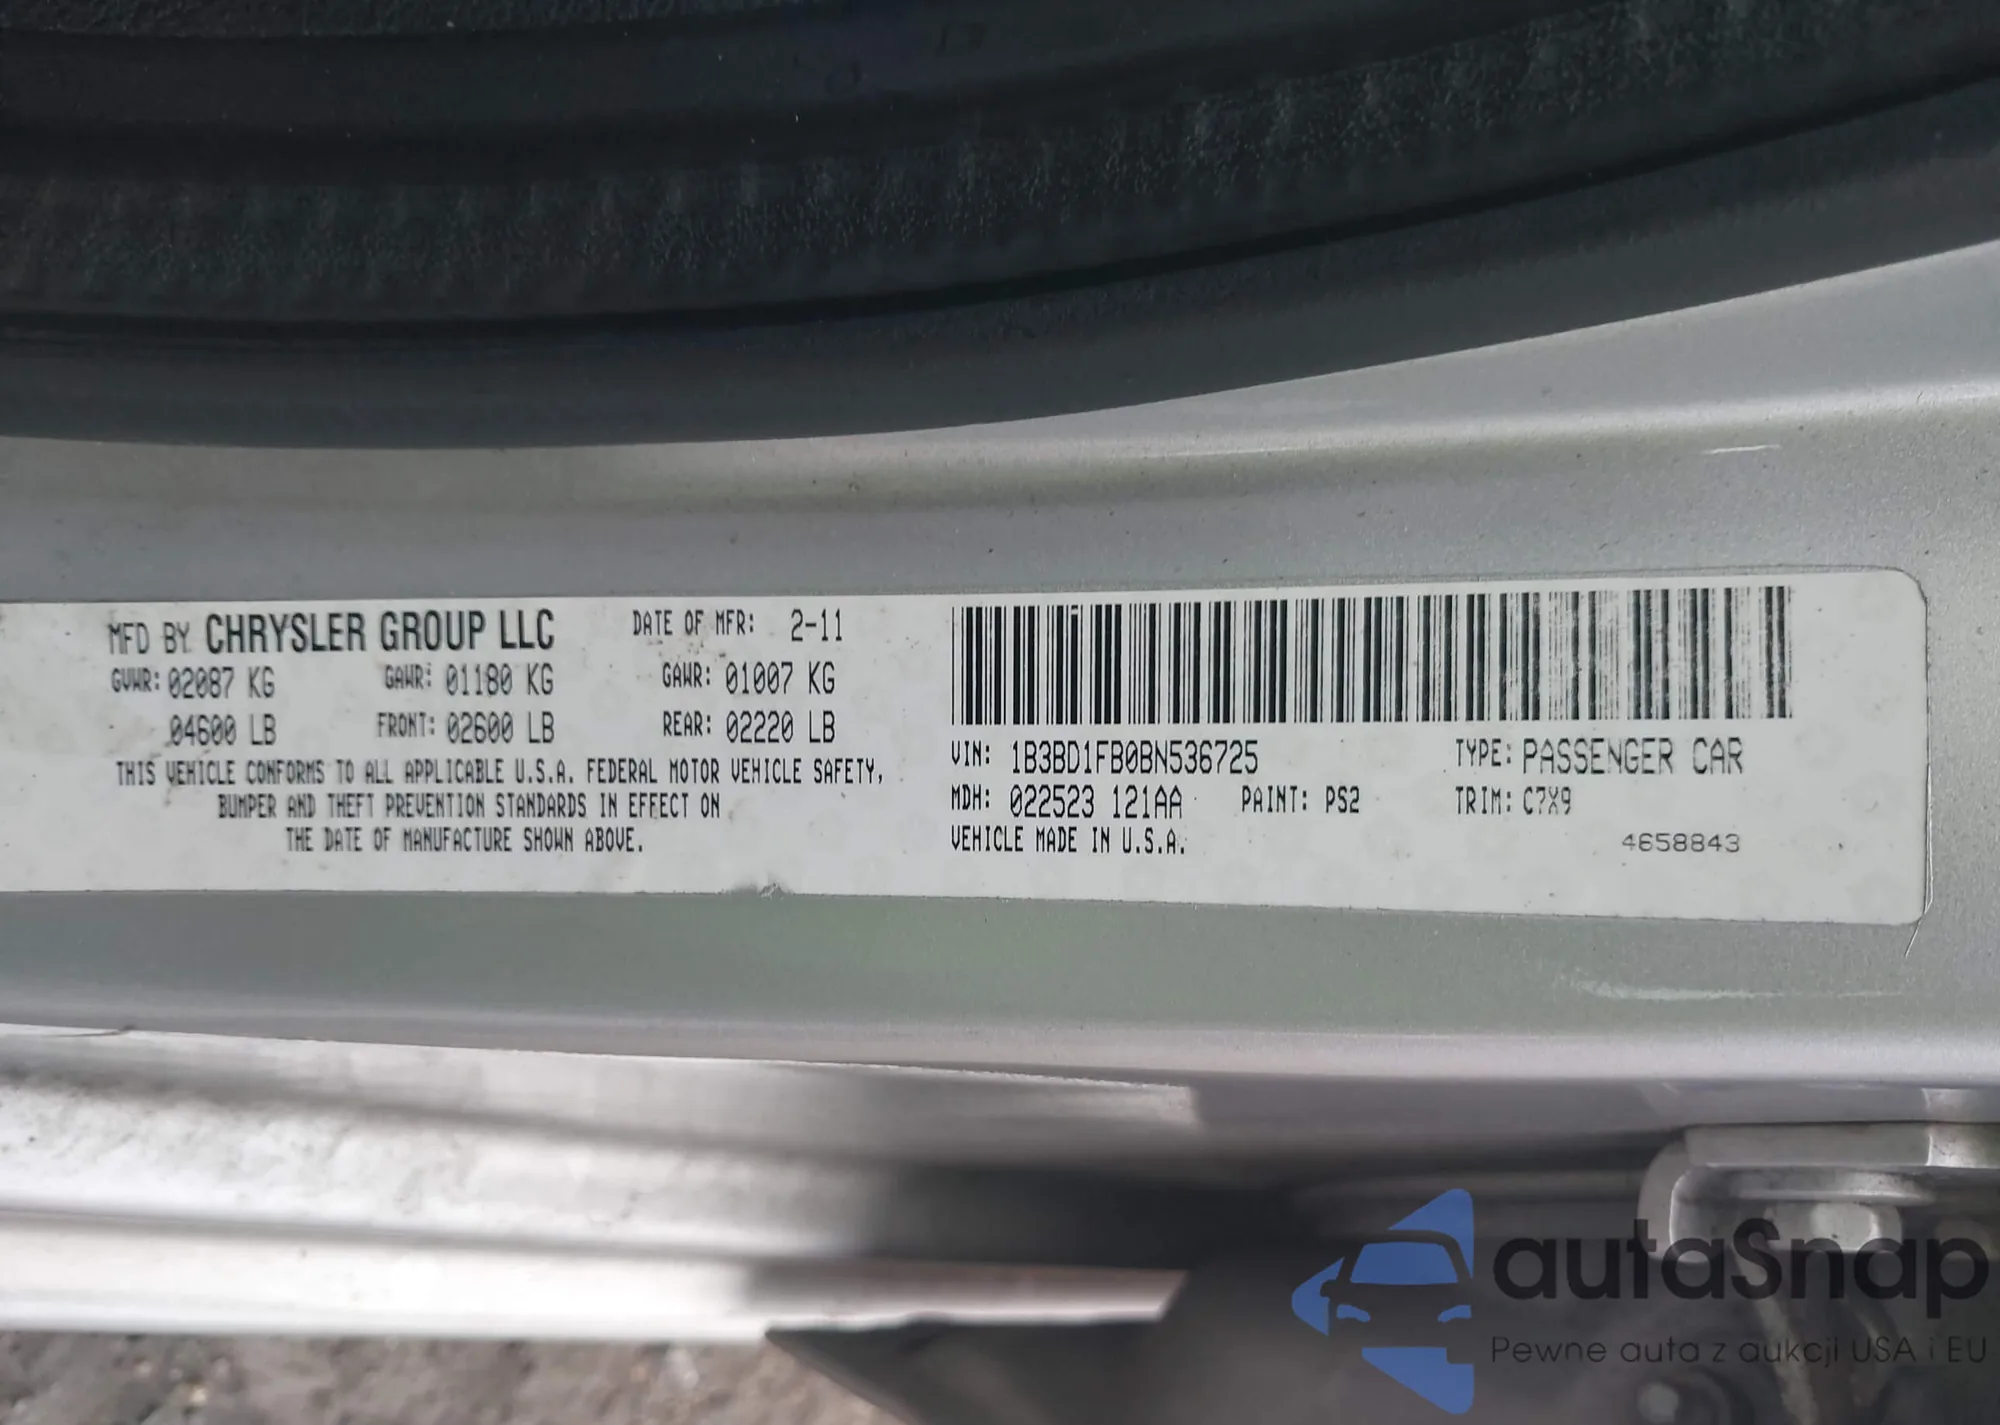 MFD BY CHRYSLER GROUP LLC DATE OF MFR: 2-11
GVWR: 02087 KG GAWR: 01180 KG GAWR: 01007 KG
04600 LB FRONT: 02600 LB REAR: 02220 LB
THIS VEHICLE CONFORMS TO ALL APPLICABLE U.S.A. FEDERAL MOTOR VEHICLE SAFETY,
BUMPER AND THEFT PREVENTION STANDARDS IN EFFECT ON
THE DATE OF MANUFACTURE SHOWN ABOVE.
VIN: 1B3BD1FB0BN536725 TYPE: PASSENGER CAR
MDH: 022523 121AA PAINT: PS2 TRIM: C7X9
VEHICLE MADE IN U.S.A. 4658843
autaSnap
Pewne auta z aukcji USA i EU